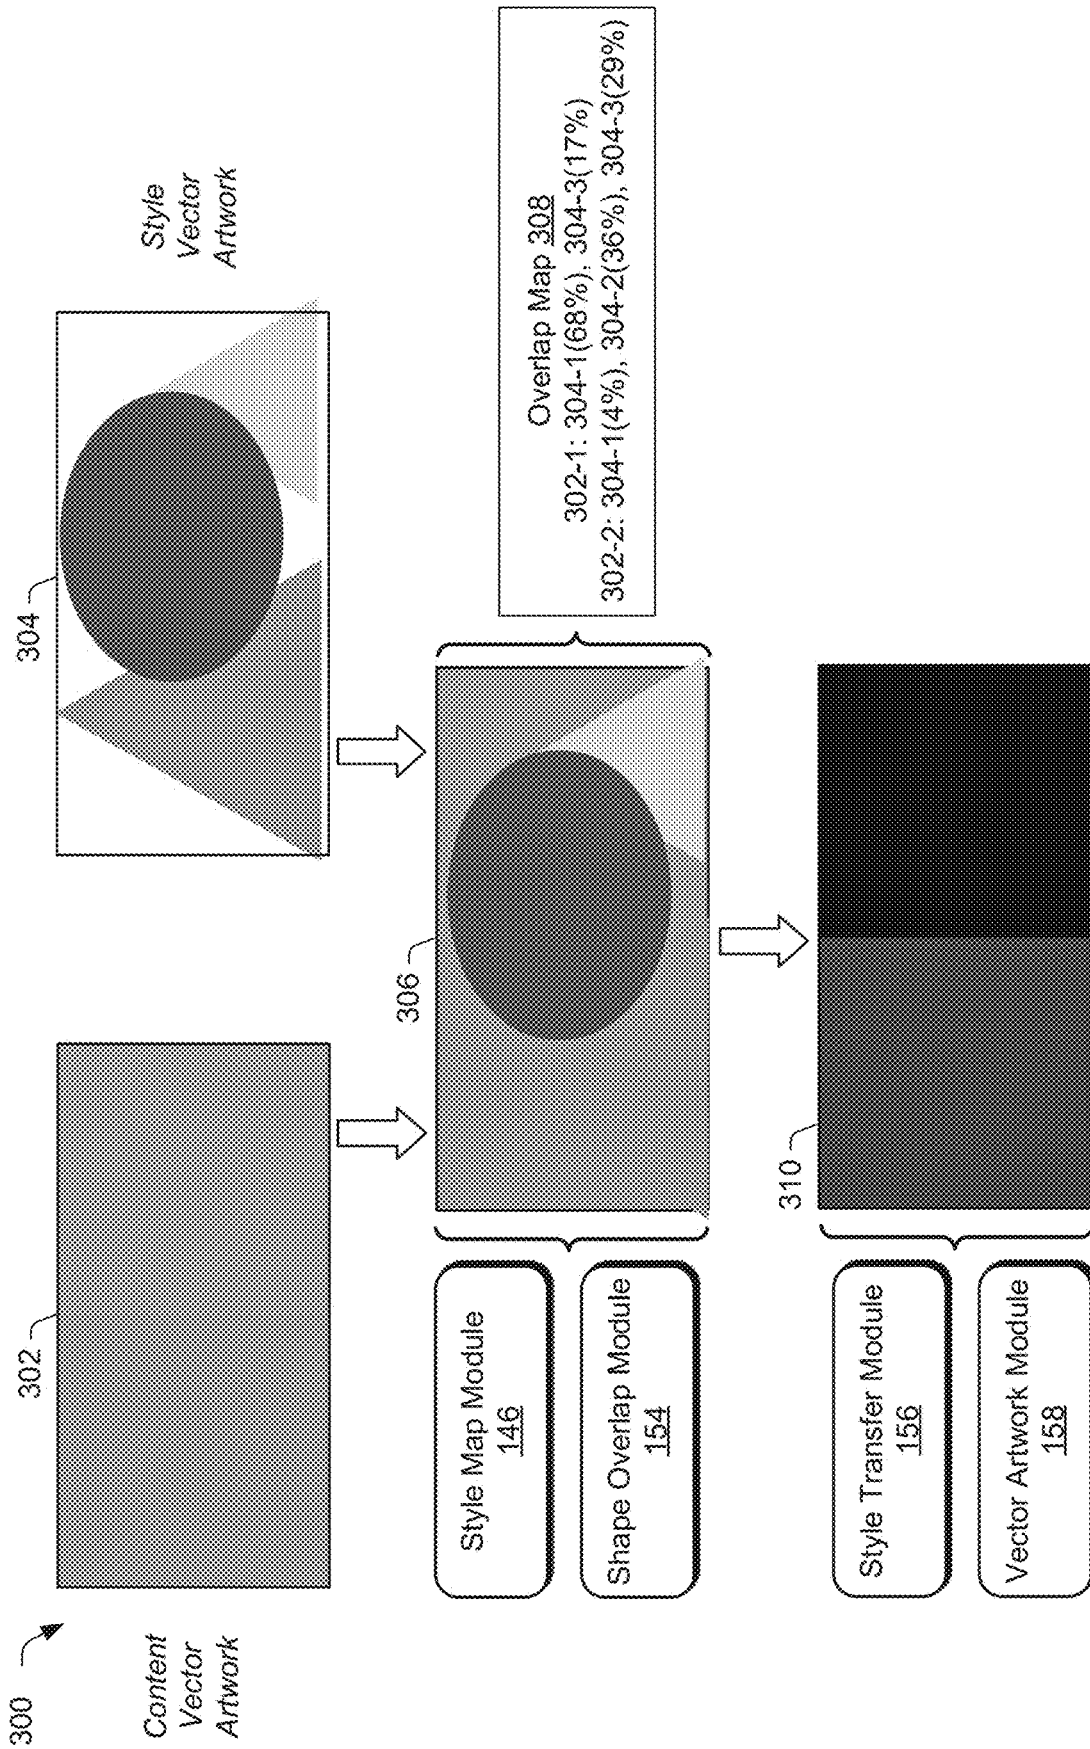 300
Content
Vector
Artwork
302
304
Style
Vector
Artwork
Style Map Module
146
Shape Overlap Module
154
306
Overlap Map 308
302-1: 304-1(68%), 304-3(17%)
302-2: 304-1(4%), 304-2(36%), 304-3(29%)
Style Transfer Module
156
Vector Artwork Module
158
310